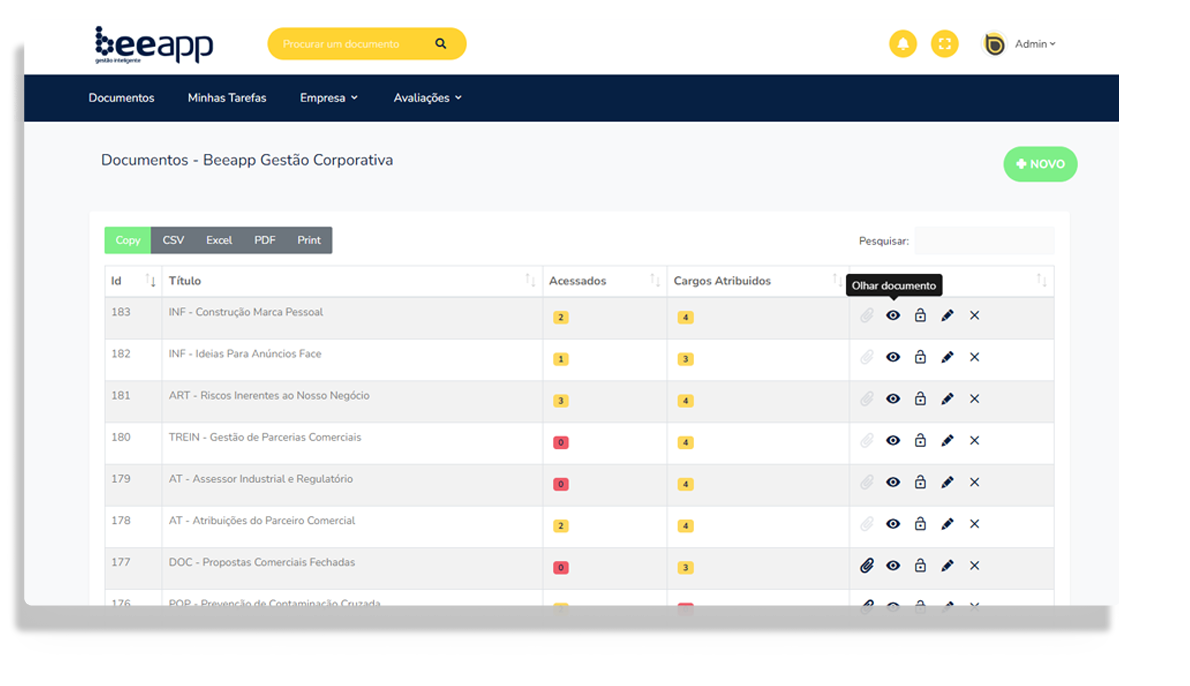 beeapp
gestão inteligente
Procurar um documento
Admin
Documentos Minhas Tarefas Empresa Avaliações
Documentos - Beeapp Gestão Corporativa
NOVO
Copy CSV Excel PDF Print
Pesquisar:
Id Título Acessados Cargos Atribuidos
Olhar documento
183 INF - Construção Marca Pessoal 2 4
182 INF - Ideias Para Anúncios Face 1 3
181 ART - Riscos Inerentes ao Nosso Negócio 3 4
180 TREIN - Gestão de Parcerias Comerciais 0 4
179 AT - Assessor Industrial e Regulatório 0 4
178 AT - Atribuições do Parceiro Comercial 2 4
177 DOC - Propostas Comerciais Fechadas 0 3
176 POP - Prevenção de Contaminação Cruzada